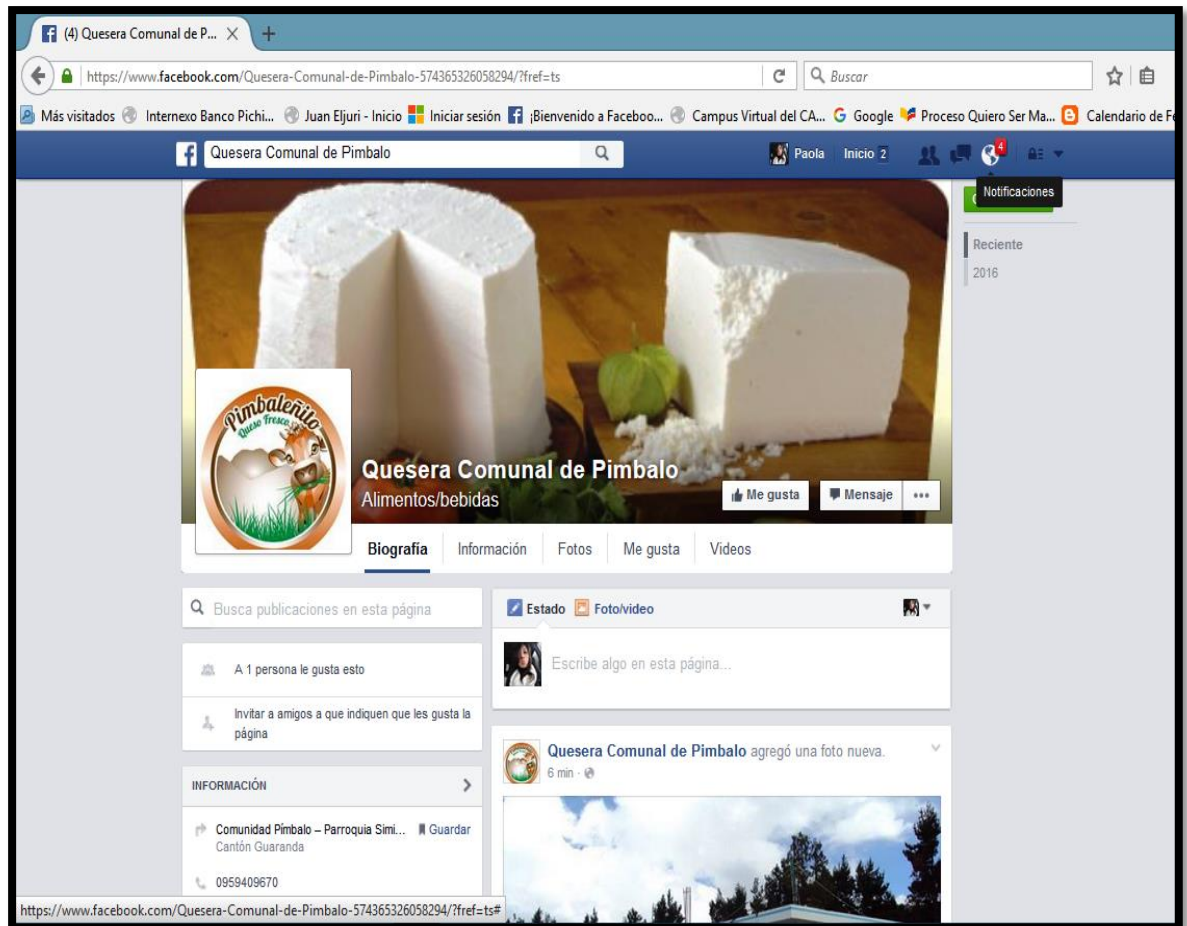 (4) Quesera Comunal de P...
https://www.facebook.com/Quesera-Comunal-de-Pimbalo-574365326058294/?fref=ts
Buscar
Más visitados Internexo Banco Pichi... Juan Eljuri - Inicio Iniciar sesión ¡Bienvenido a Faceboo... Campus Virtual del CA... Google Proceso Quiero Ser Ma... Calendario de Fe
Quesera Comunal de Pimbalo
Paola Inicio 2
4
Notificaciones
Reciente
2016
Pimbaleñito
Queso Fresco
Quesera Comunal de Pimbalo
Alimentos/bebidas
Me gusta Mensaje
Biografía Información Fotos Me gusta Videos
Busca publicaciones en esta página
Estado Foto/video
Escribe algo en esta página...
A 1 persona le gusta esto
Invitar a amigos a que indiquen que les gusta la
página
Quesera Comunal de Pimbalo agregó una foto nueva.
6 min ·
INFORMACIÓN
Comunidad Pímbalo – Parroquia Simi... Guardar
Cantón Guaranda
0959409670
https://www.facebook.com/Quesera-Comunal-de-Pimbalo-574365326058294/?fref=ts#